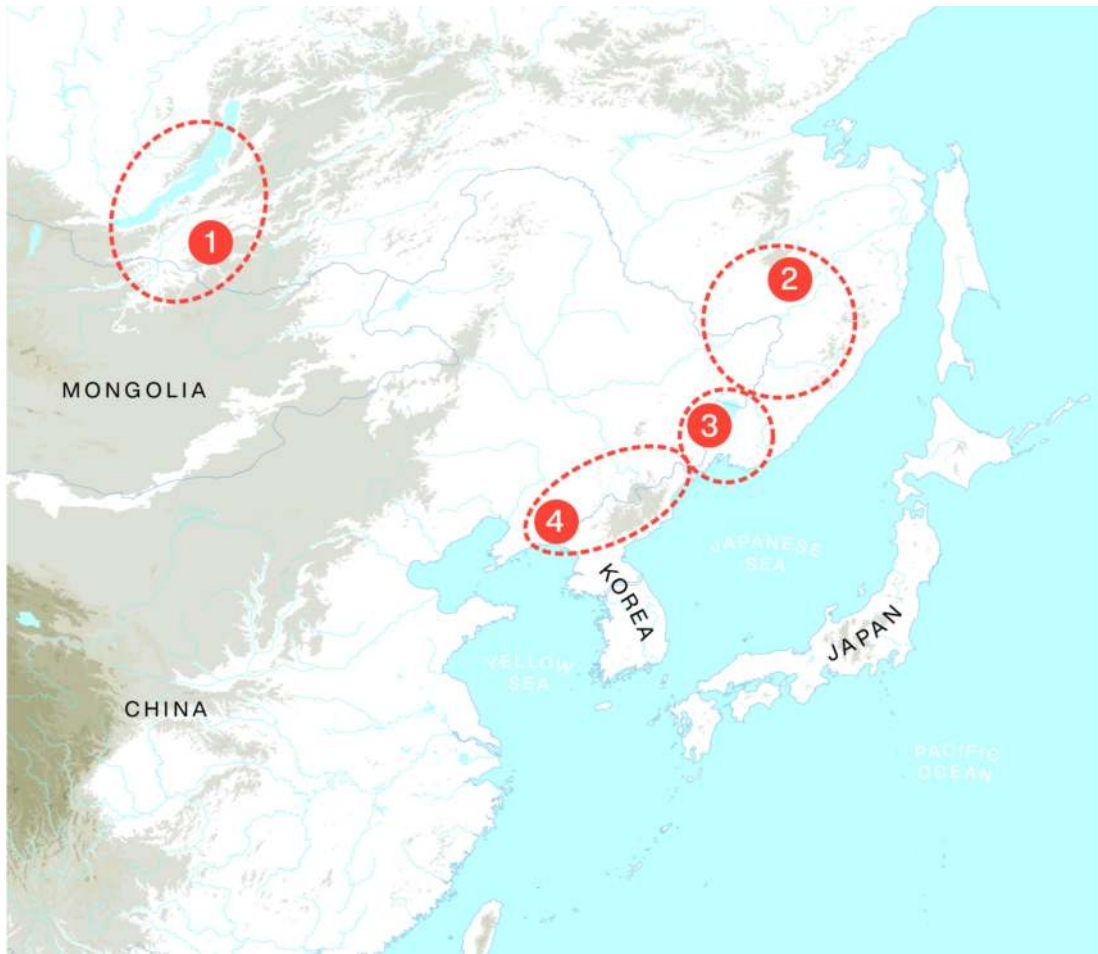 1
2
MONGOLIA
3
4
JAPANESE
SEA
KOREA
JAPAN
YELLOW
SEA
CHINA
PACIFIC
OCEAN